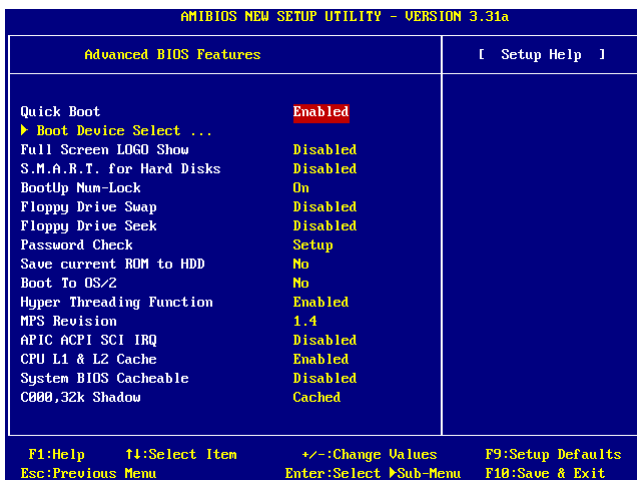 AMIBIOS NEW SETUP UTILITY - VERSION 3.31a
Advanced BIOS Features
[ Setup Help ]
Quick Boot Enabled
▶ Boot Device Select ...
Full Screen LOGO Show Disabled
S.M.A.R.T. for Hard Disks Disabled
BootUp Num-Lock On
Floppy Drive Swap Disabled
Floppy Drive Seek Disabled
Password Check Setup
Save current ROM to HDD No
Boot To OS/2 No
Hyper Threading Function Enabled
MPS Revision 1.4
APIC ACPI SCI IRQ Disabled
CPU L1 & L2 Cache Enabled
System BIOS Cacheable Disabled
C000,32k Shadow Cached
F1:Help ↑↓:Select Item +/-:Change Values F9:Setup Defaults
Esc:Previous Menu Enter:Select ▶Sub-Menu F10:Save & Exit